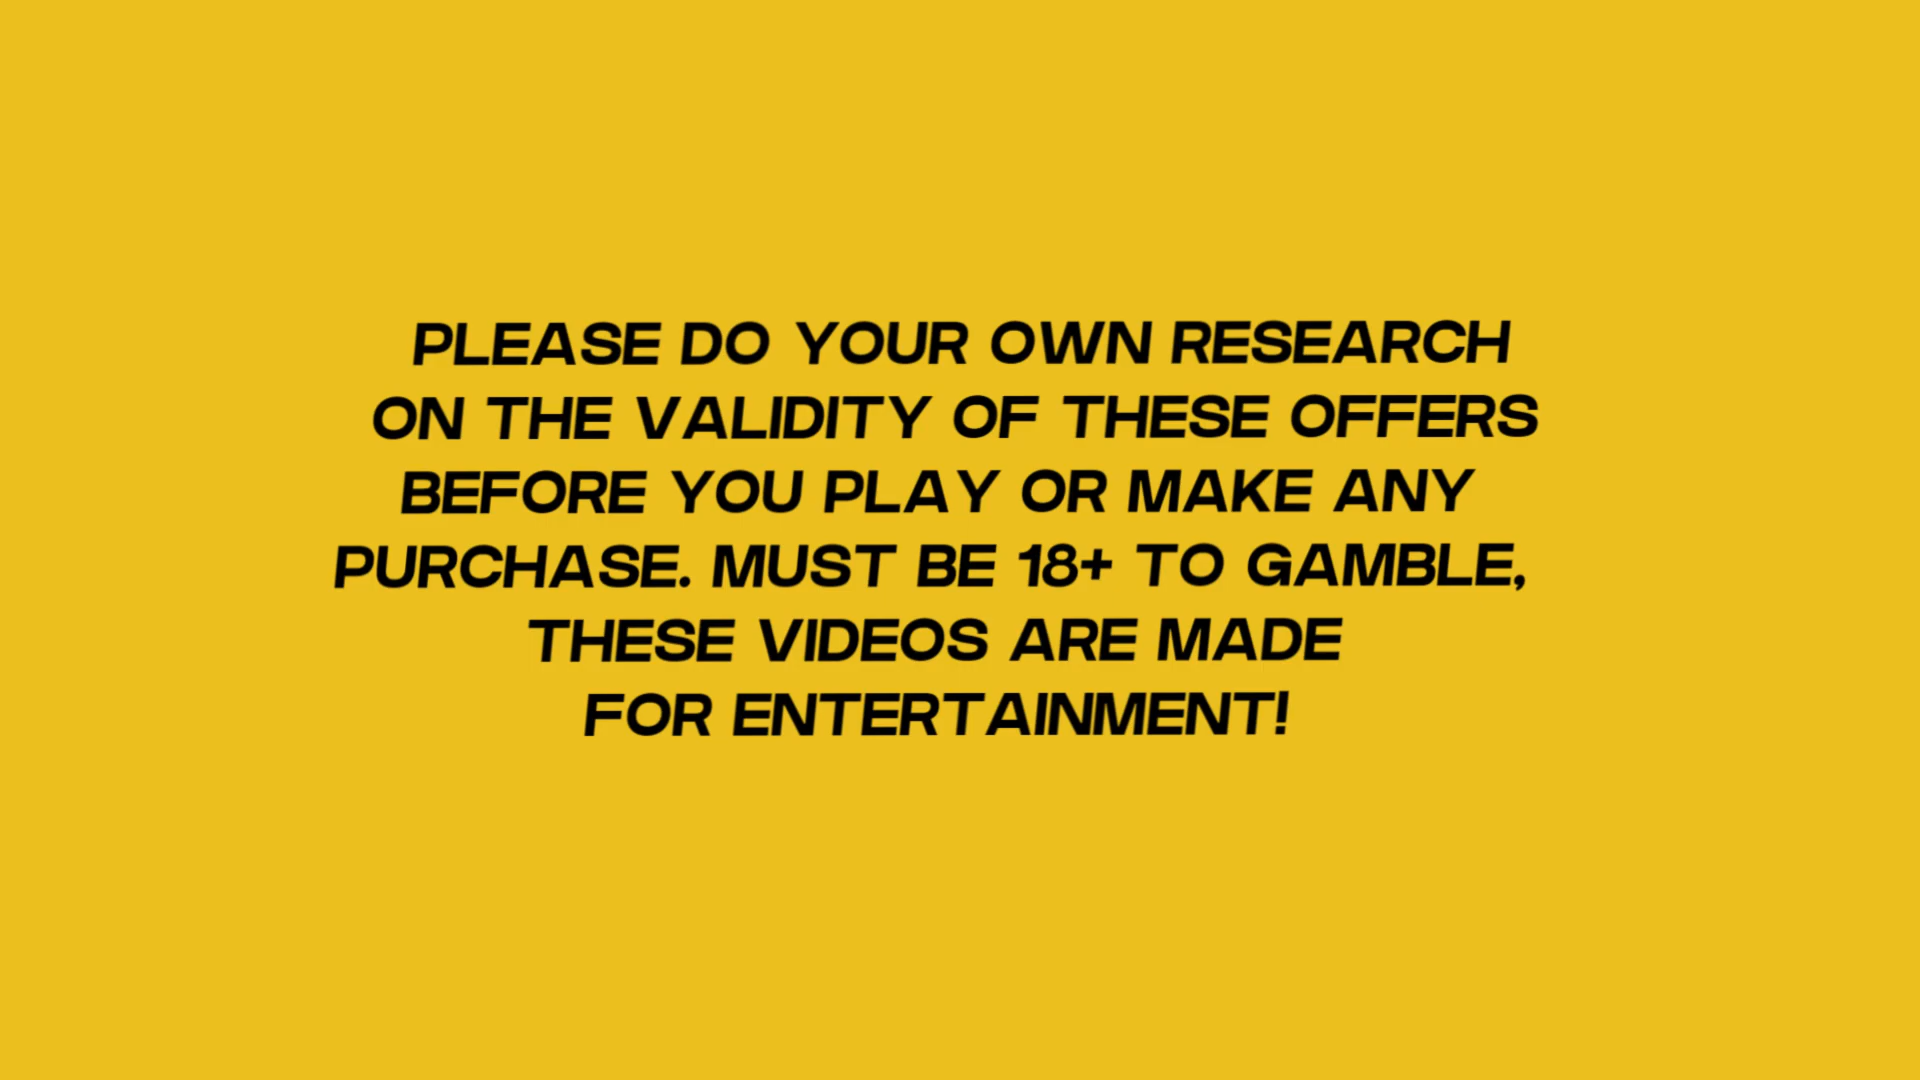 PLEASE DO YOUR OWN RESEARCH
ON THE VALIDITY OF THESE OFFERS
BEFORE YOU PLAY OR MAKE ANY
PURCHASE. MUST BE 18+ TO GAMBLE,
THESE VIDEOS ARE MADE
FOR ENTERTAINMENT!